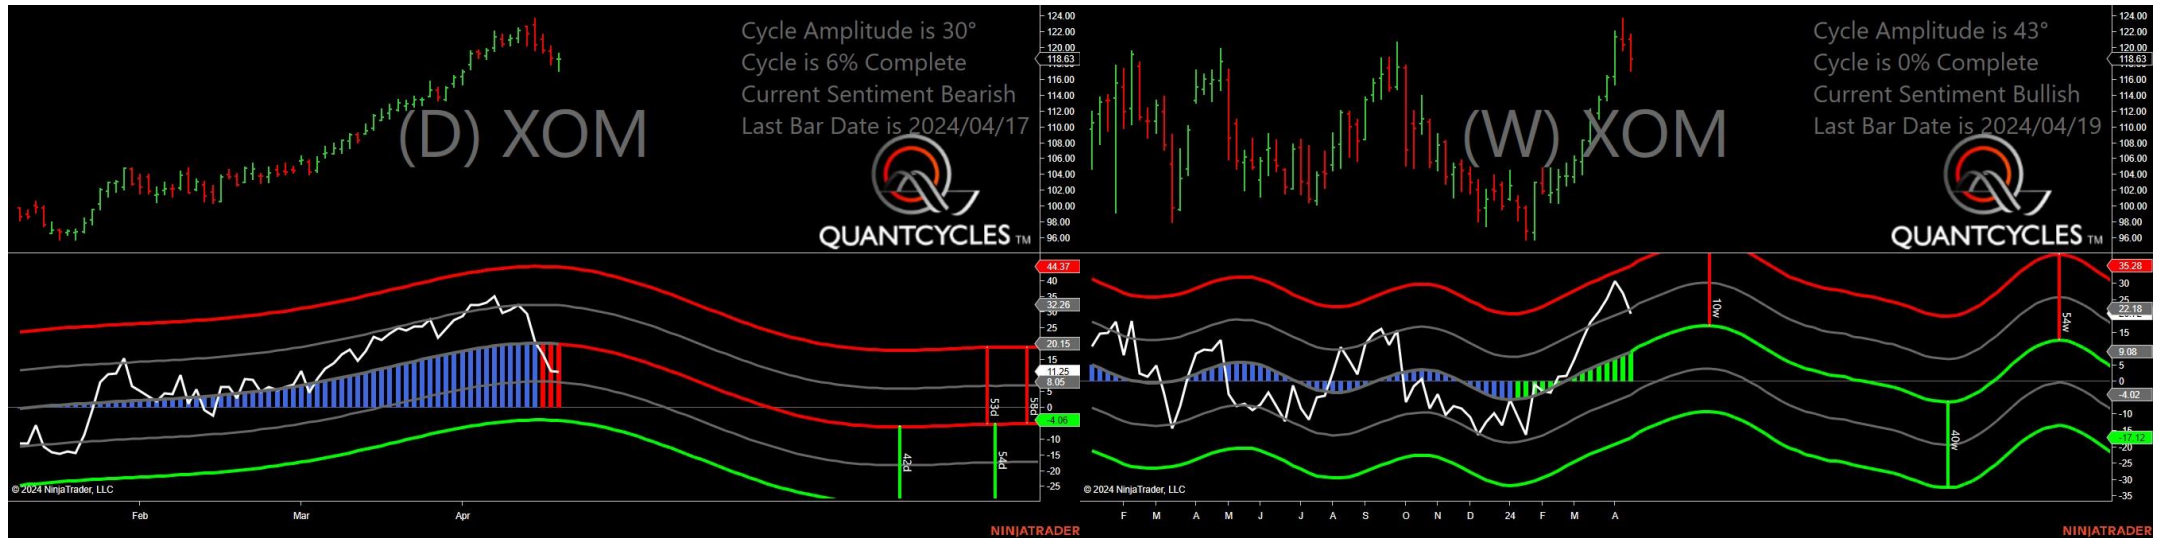 Cycle Amplitude is 30°
Cycle is 6% Complete
Current Sentiment Bearish
Last Bar Date is 2024/04/17
(D) XOM
QUANTCYCLES TM
124.00
122.00
120.00
118.63
116.00
114.00
112.00
110.00
108.00
106.00
104.00
102.00
100.00
98.00
96.00
44.37
40
35
32.26
30
25
20.15
15
11.25
8.05
5
0
-4.06
-10
-15
-20
-25
42d
53d
54d
58d
© 2024 NinjaTrader, LLC
Feb Mar Apr
NINJATRADER
Cycle Amplitude is 43°
Cycle is 0% Complete
Current Sentiment Bullish
Last Bar Date is 2024/04/19
(W) XOM
QUANTCYCLES TM
124.00
122.00
120.00
118.63
116.00
114.00
112.00
110.00
108.00
106.00
104.00
102.00
100.00
98.00
96.00
35.28
30
25
22.18
15
9.08
5
0
-4.02
-10
-15
-17.12
-20
-25
-30
-35
10w
40w
54w
© 2024 NinjaTrader, LLC
F M A M J J A S O N D 24 F M A
NINJATRADER